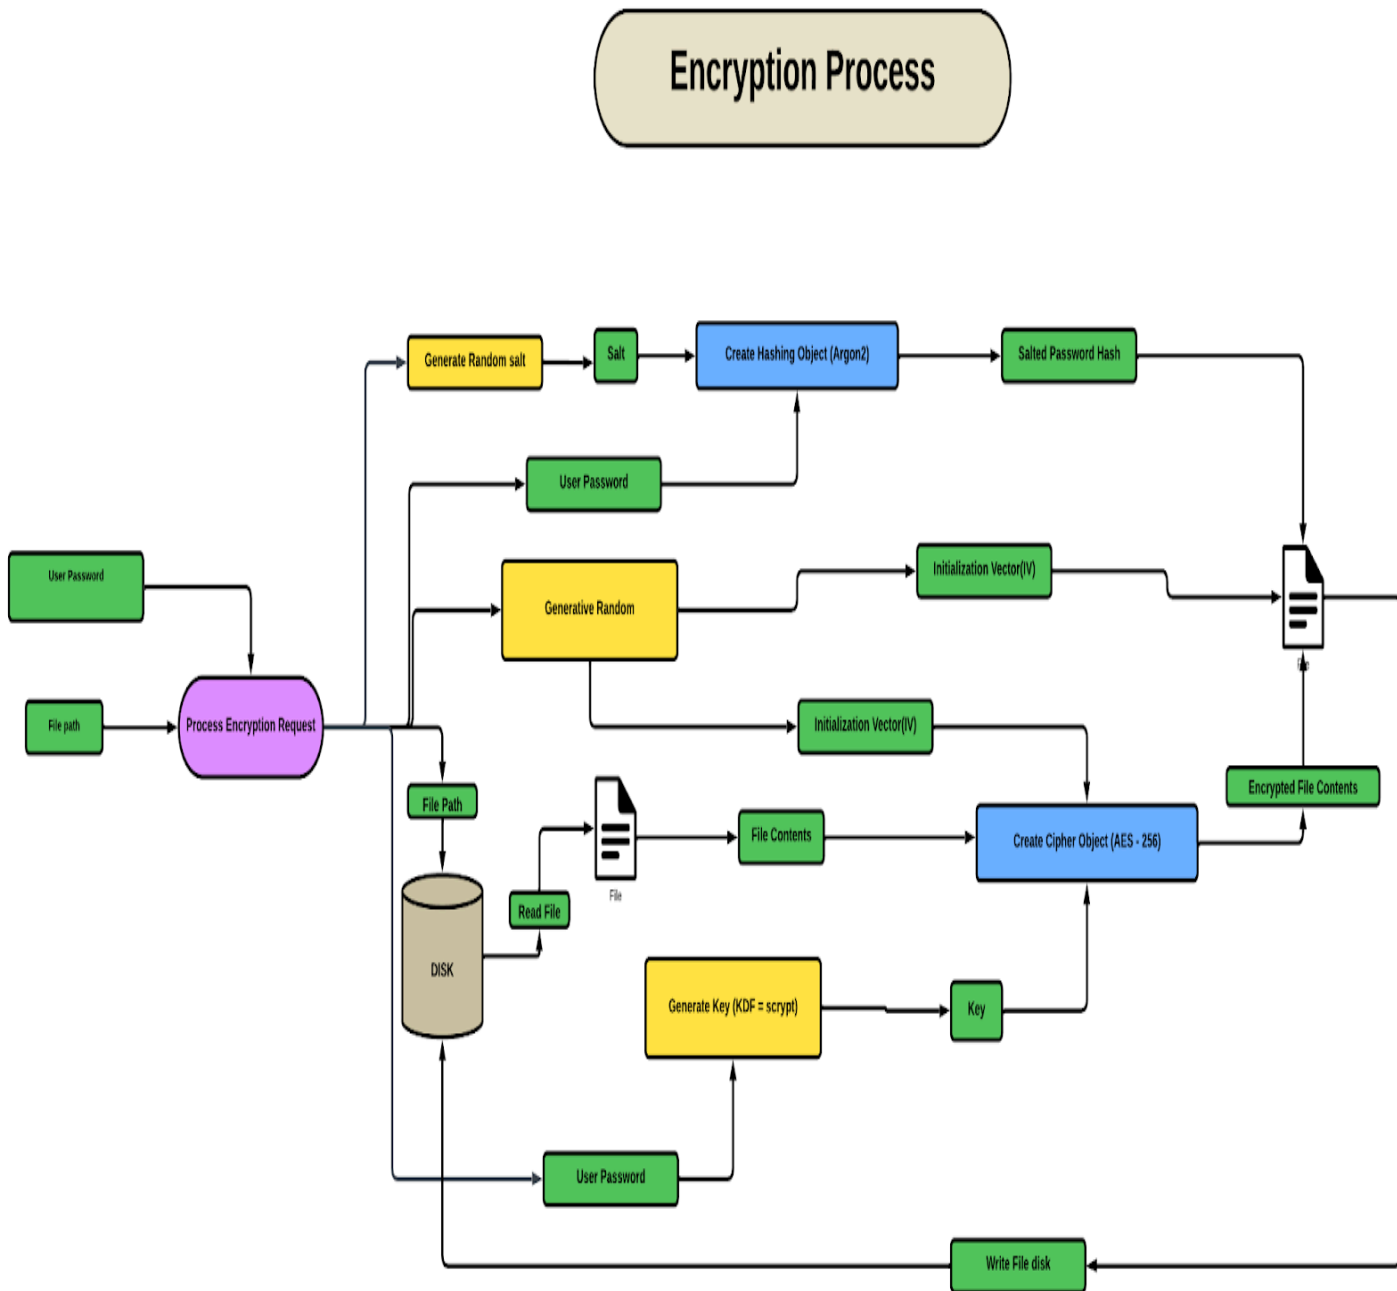 Encryption Process
Generate Random salt
Salt
Create Hashing Object (Argon2)
Salted Password Hash
User Password
User Password
Generative Random
Initialization Vector(IV)
File
File path
Process Encryption Request
Initialization Vector(IV)
File Path
File Contents
Create Cipher Object (AES - 256)
Encrypted File Contents
File
Read File
DISK
Generate Key (KDF = scrypt)
Key
User Password
Write File disk